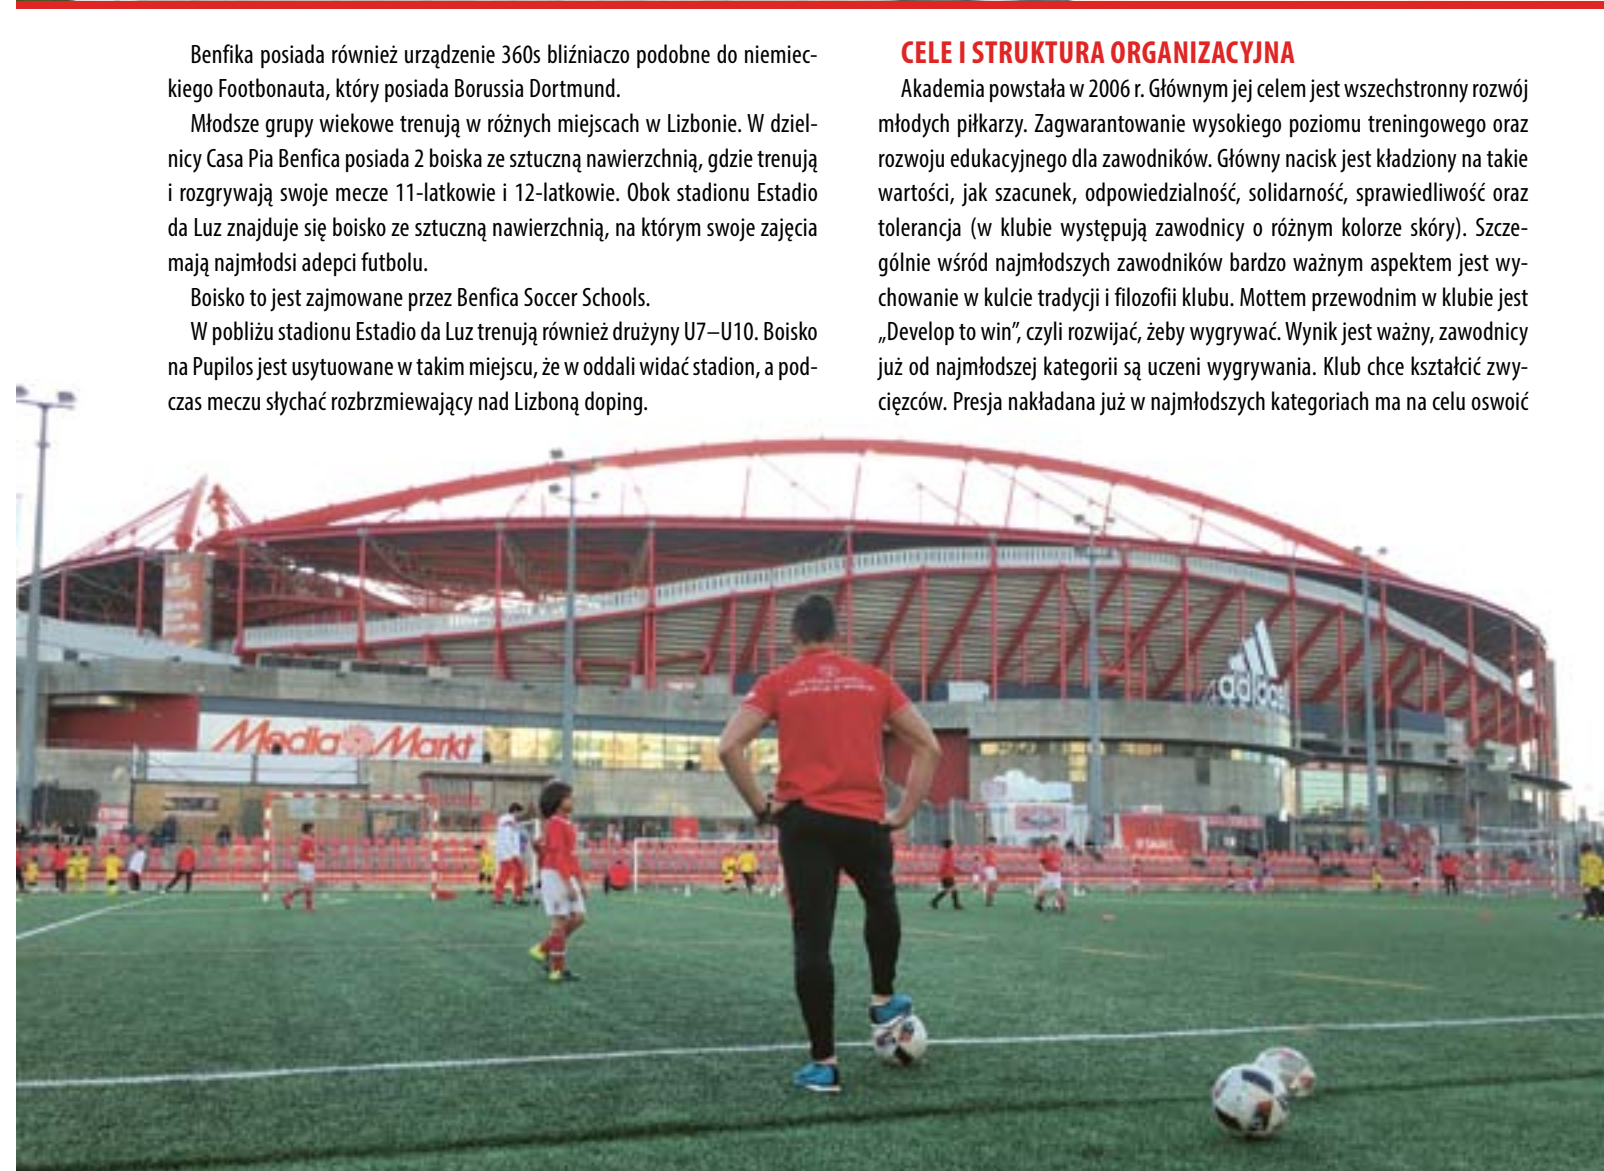 Benfika posiada również urządzenie 360s bliźniaczo podobne do niemiec-
kiego Footbonauta, który posiada Borussia Dortmund.
Młodsze grupy wiekowe trenują w różnych miejscach w Lizbonie. W dziel-
nicy Casa Pia Benfica posiada 2 boiska ze sztuczną nawierzchnią, gdzie trenują
i rozgrywają swoje mecze 11-latkowie i 12-latkowie. Obok stadionu Estadio
da Luz znajduje się boisko ze sztuczną nawierzchnią, na którym swoje zajęcia
mają najmłodsi adepci futbolu.
Boisko to jest zajmowane przez Benfica Soccer Schools.
W pobliżu stadionu Estadio da Luz trenują również drużyny U7–U10. Boisko
na Pupilos jest usytuowane w takim miejscu, że w oddali widać stadion, a pod-
czas meczu słychać rozbrzmiewający nad Lizboną doping.
CELE I STRUKTURA ORGANIZACYJNA
Akademia powstała w 2006 r. Głównym jej celem jest wszechstronny rozwój
młodych piłkarzy. Zagwarantowanie wysokiego poziomu treningowego oraz
rozwoju edukacyjnego dla zawodników. Główny nacisk jest kładziony na takie
wartości, jak szacunek, odpowiedzialność, solidarność, sprawiedliwość oraz
tolerancja (w klubie występują zawodnicy o różnym kolorze skóry). Szcze-
gólnie wśród najmłodszych zawodników bardzo ważnym aspektem jest wy-
chowanie w kulcie tradycji i filozofii klubu. Mottem przewodnim w klubie jest
„Develop to win”, czyli rozwijać, żeby wygrywać. Wynik jest ważny, zawodnicy
już od najmłodszej kategorii są uczeni wygrywania. Klub chce kształcić zwy-
cięzców. Presja nakładana już w najmłodszych kategoriach ma na celu oswoić
adidas
Media Markt